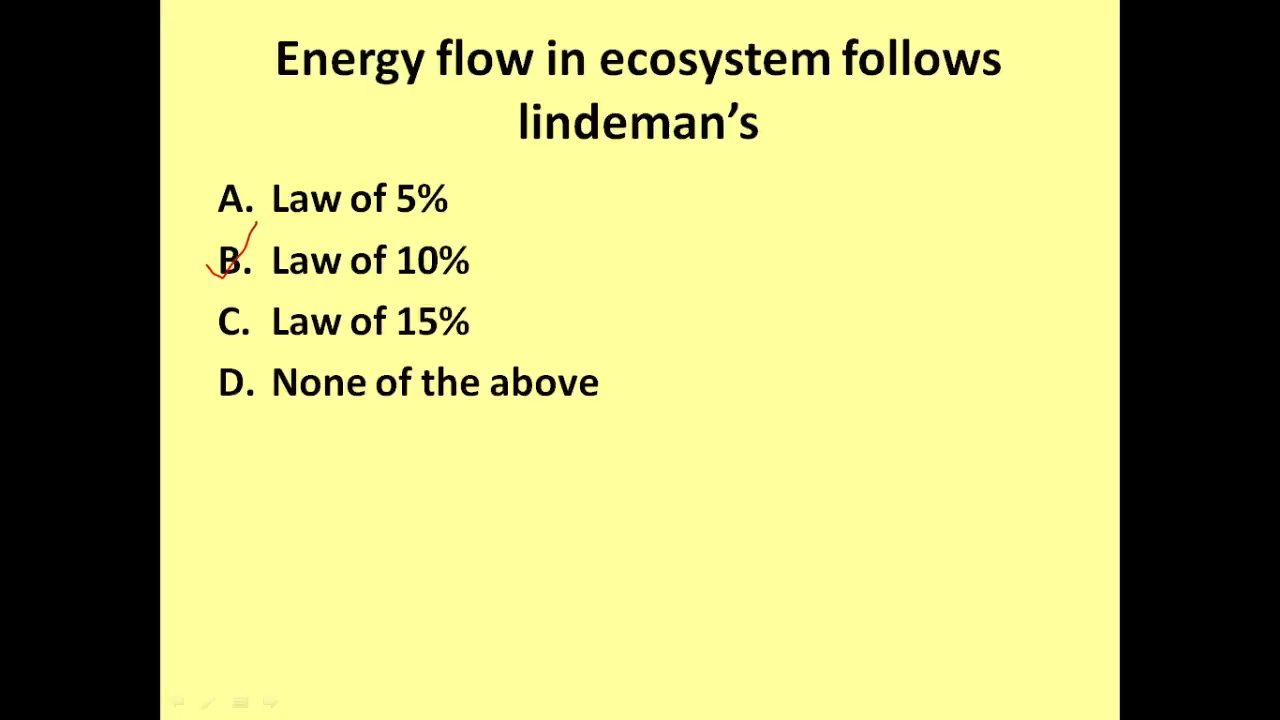 Energy flow in ecosystem follows
lindeman’s
A. Law of 5%
B. Law of 10%
C. Law of 15%
D. None of the above